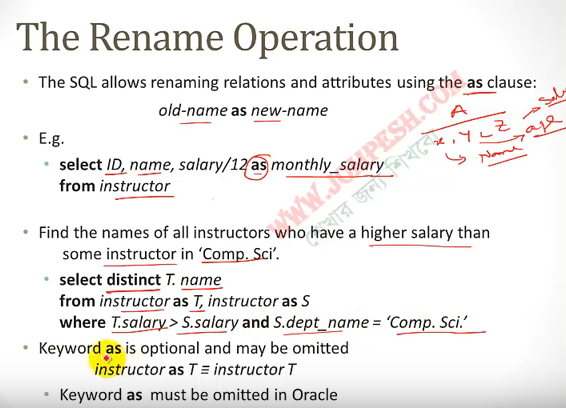 The Rename Operation
• The SQL allows renaming relations and attributes using the as clause:
old-name as new-name
A
x, Y, Z
age
Name
• E.g.
• select ID, name, salary/12 as monthly_salary
from instructor
WWW.JOMPESH.COM
শেখার জন্য শিখবে
• Find the names of all instructors who have a higher salary than
some instructor in ‘Comp. Sci’.
• select distinct T. name
from instructor as T, instructor as S
where T.salary > S.salary and S.dept_name = ‘Comp. Sci.’
• Keyword as is optional and may be omitted
instructor as T ≡ instructor T
• Keyword as must be omitted in Oracle